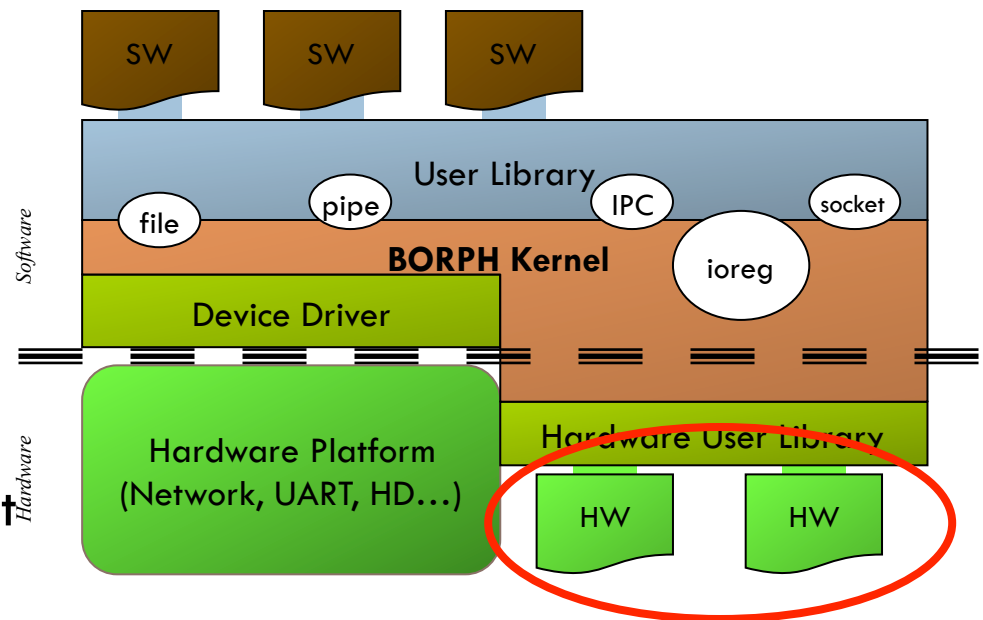 SW
SW
SW
User Library
file
pipe
IPC
socket
BORPH Kernel
ioreg
Software
Device Driver
Hardware Platform
(Network, UART, HD…)
Hardware User Library
Hardware
†
HW
HW